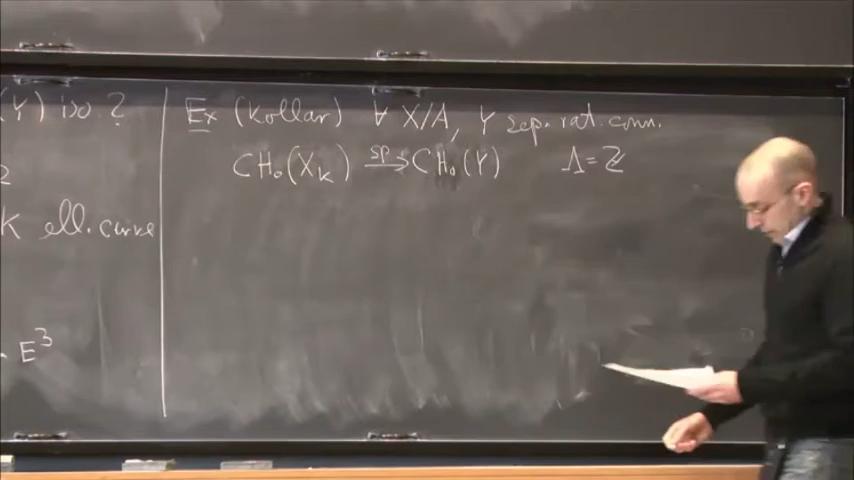 Y) iso.?
2
K ell. curve
E³
Ex (Kollár) ∀ X/A, Y sep. rat. conn.
CH₀(X_K) —sp→ CH₀(Y) Λ = ℤ